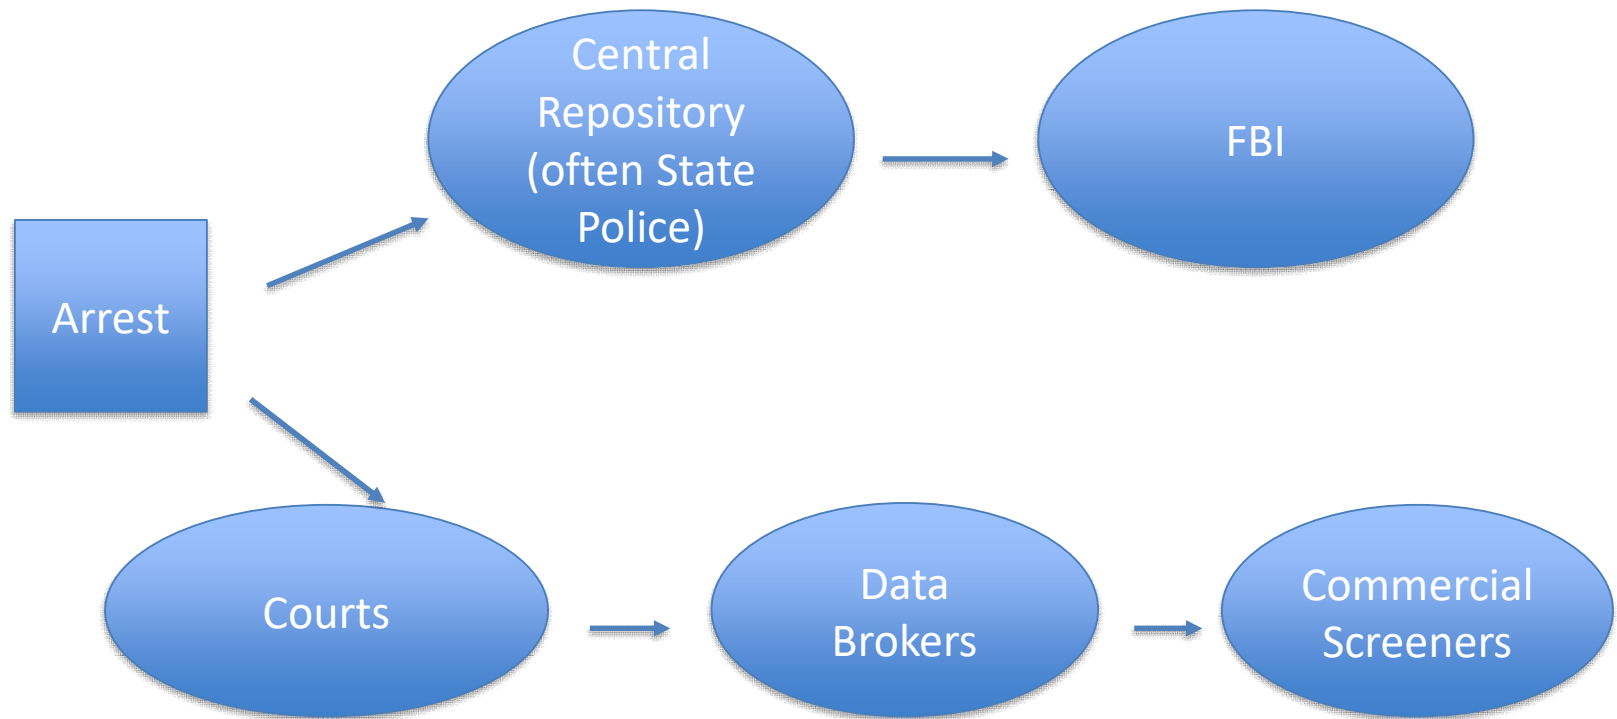 Central
Repository
(often State
Police)
FBI
Arrest
Courts
Data
Brokers
Commercial
Screeners